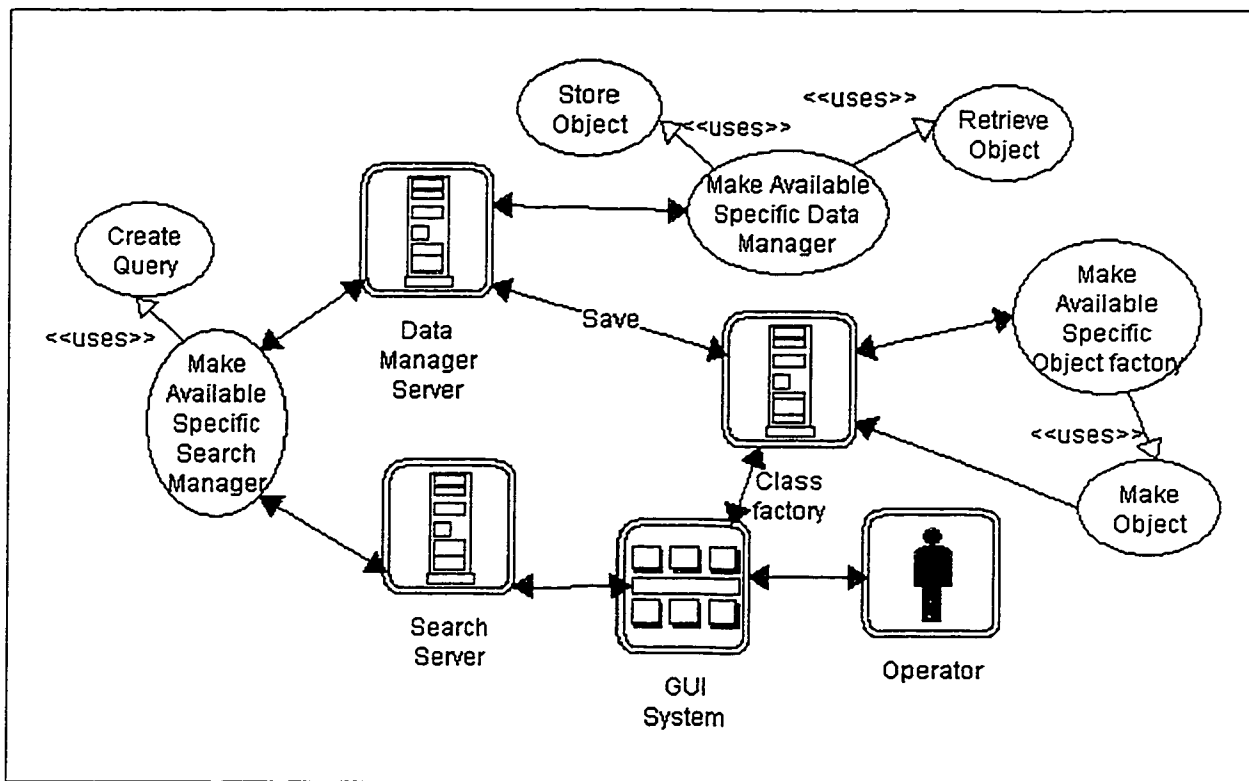 Store
Object
<<uses>>
<<uses>>
Retrieve
Object
Make Available
Specific Data
Manager
Create
Query
<<uses>>
Make
Available
Specific
Search
Manager
Data
Manager
Server
Save
Make
Available
Specific
Object factory
<<uses>>
Make
Object
Class
factory
Search
Server
GUI
System
Operator